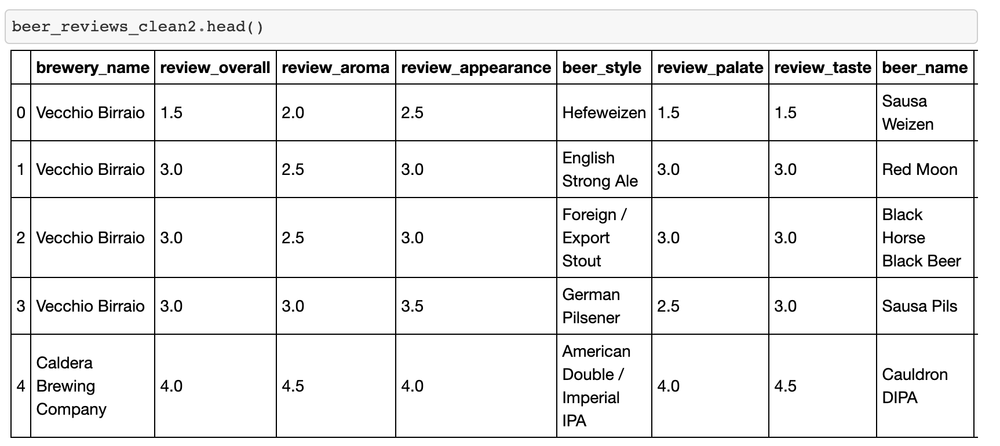 beer_reviews_clean2.head()
brewery_name review_overall review_aroma review_appearance beer_style review_palate review_taste beer_name
0 Vecchio Birraio 1.5 2.0 2.5 Hefeweizen 1.5 1.5 Sausa
Weizen
1 Vecchio Birraio 3.0 2.5 3.0 English
Strong Ale 3.0 3.0 Red Moon
2 Vecchio Birraio 3.0 2.5 3.0 Foreign /
Export
Stout 3.0 3.0 Black
Horse
Black Beer
3 Vecchio Birraio 3.0 3.0 3.5 German
Pilsener 2.5 3.0 Sausa Pils
4 Caldera
Brewing
Company 4.0 4.5 4.0 American
Double /
Imperial
IPA 4.0 4.5 Cauldron
DIPA